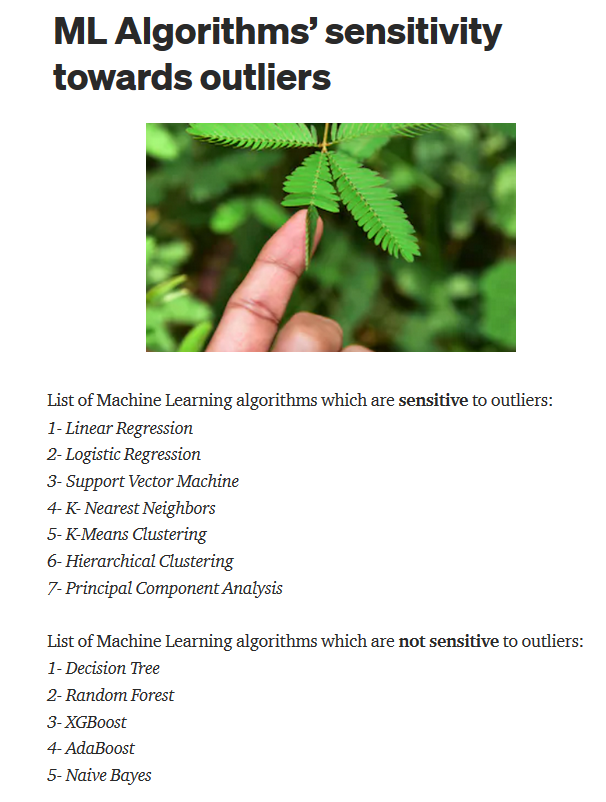 ML Algorithms’ sensitivity
towards outliers
List of Machine Learning algorithms which are sensitive to outliers:
1- Linear Regression
2- Logistic Regression
3- Support Vector Machine
4- K- Nearest Neighbors
5- K-Means Clustering
6- Hierarchical Clustering
7- Principal Component Analysis
List of Machine Learning algorithms which are not sensitive to outliers:
1- Decision Tree
2- Random Forest
3- XGBoost
4- AdaBoost
5- Naive Bayes